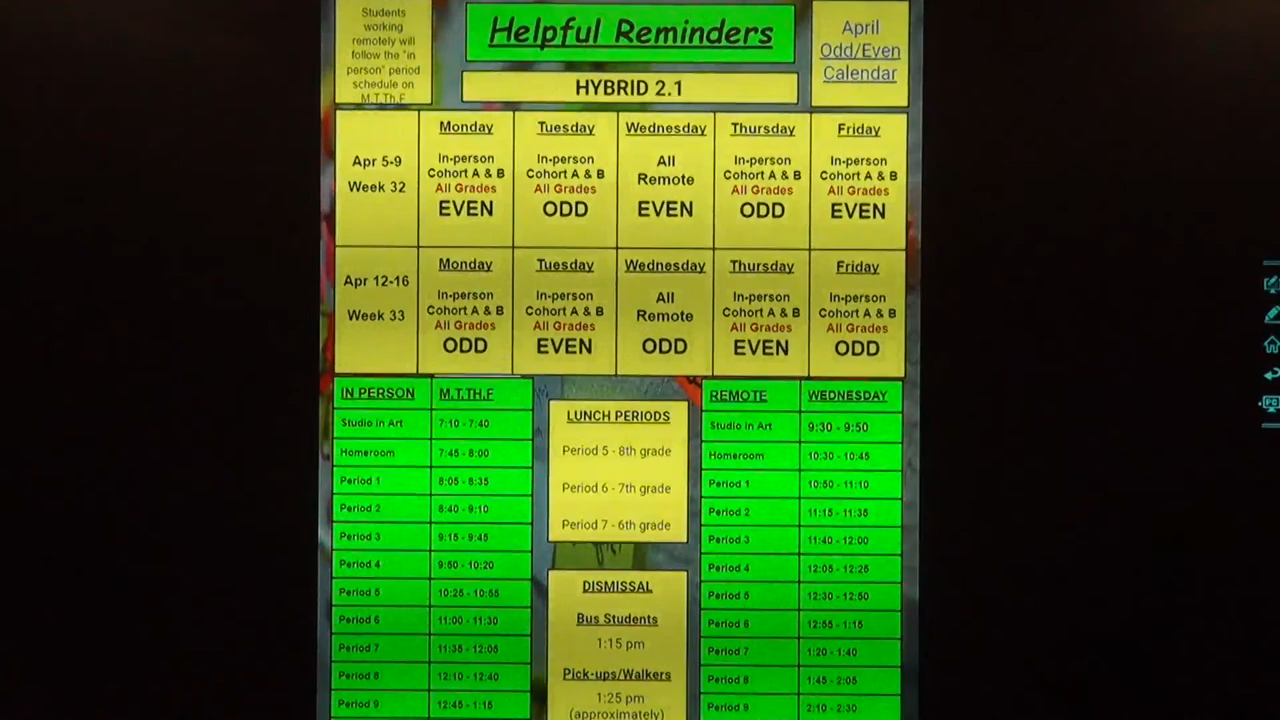 Students
working
remotely will
follow the "in
person" period
schedule on
M.T.Th.F
Helpful Reminders
HYBRID 2.1
April
Odd/Even
Calendar
Apr 5-9
Week 32
Monday
In-person
Cohort A & B
All Grades
EVEN
Tuesday
In-person
Cohort A & B
All Grades
ODD
Wednesday
All
Remote
EVEN
Thursday
In-person
Cohort A & B
All Grades
ODD
Friday
In-person
Cohort A & B
All Grades
EVEN
Apr 12-16
Week 33
Monday
In-person
Cohort A & B
All Grades
ODD
Tuesday
In-person
Cohort A & B
All Grades
EVEN
Wednesday
All
Remote
ODD
Thursday
In-person
Cohort A & B
All Grades
EVEN
Friday
In-person
Cohort A & B
All Grades
ODD
IN PERSON M.T.TH.F
Studio in Art 7:10 - 7:40
Homeroom 7:45 - 8:00
Period 1 8:05 - 8:35
Period 2 8:40 - 9:10
Period 3 9:15 - 9:45
Period 4 9:50 - 10:20
Period 5 10:25 - 10:55
Period 6 11:00 - 11:30
Period 7 11:35 - 12:05
Period 8 12:10 - 12:40
Period 9 12:45 - 1:15
LUNCH PERIODS
Period 5 - 8th grade
Period 6 - 7th grade
Period 7 - 6th grade
DISMISSAL
Bus Students
1:15 pm
Pick-ups/Walkers
1:25 pm
(approximately)
REMOTE WEDNESDAY
Studio in Art 9:30 - 9:50
Homeroom 10:30 - 10:45
Period 1 10:50 - 11:10
Period 2 11:15 - 11:35
Period 3 11:40 - 12:00
Period 4 12:05 - 12:25
Period 5 12:30 - 12:50
Period 6 12:55 - 1:15
Period 7 1:20 - 1:40
Period 8 1:45 - 2:05
Period 9 2:10 - 2:30
PC